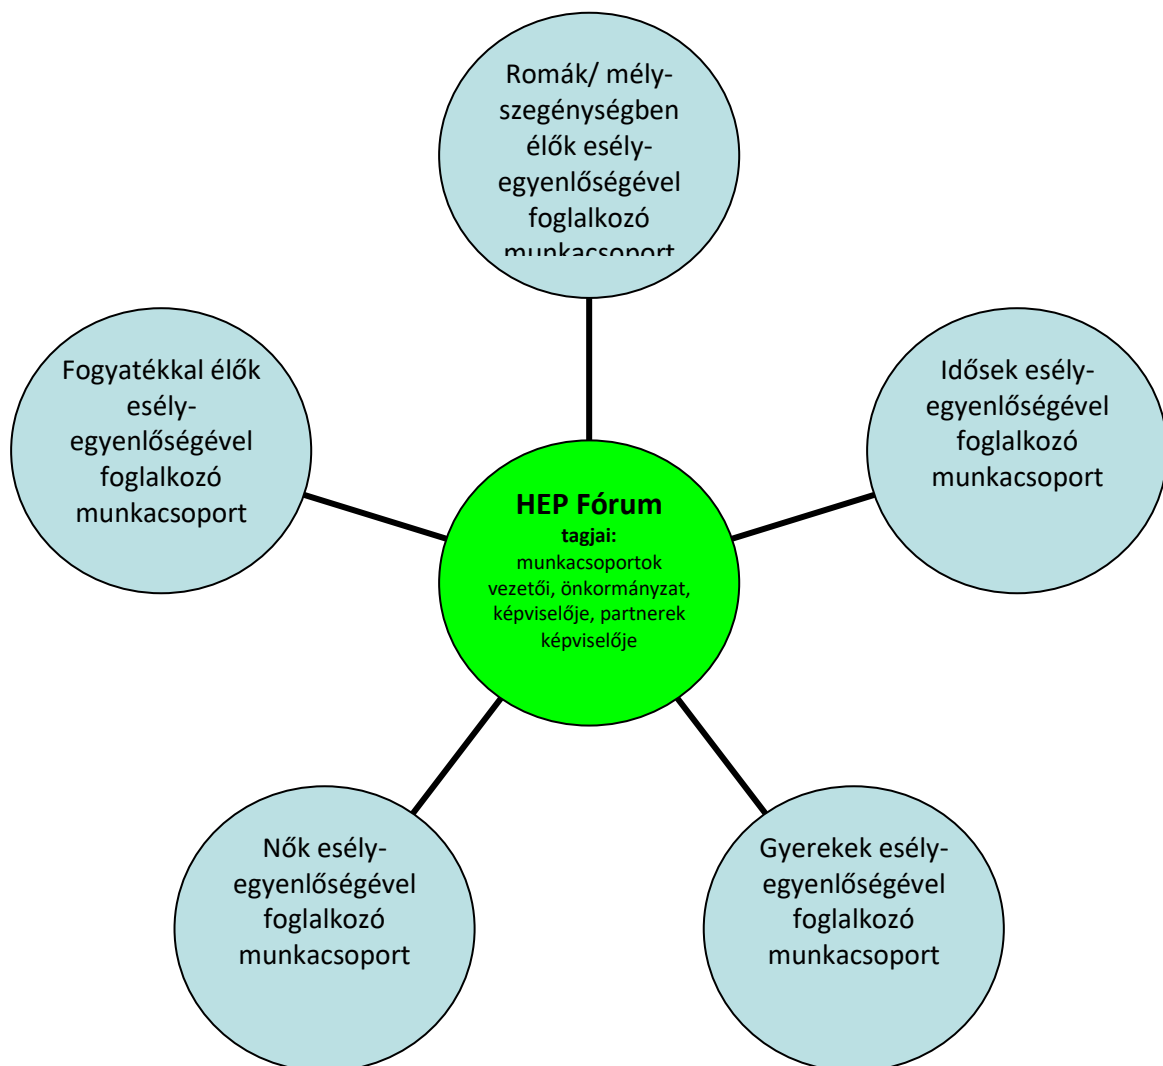 Romák/ mély-
szegénységben
élők esély-
egyenlőségével
foglalkozó
munkacsoport
Fogyatékkal élők
esély-
egyenlőségével
foglalkozó
munkacsoport
Idősek esély-
egyenlőségével
foglalkozó
munkacsoport
HEP Fórum
tagjai:
munkacsoportok
vezetői, önkormányzat,
képviselője, partnerek
képviselője
Nők esély-
egyenlőségével
foglalkozó
munkacsoport
Gyerekek esély-
egyenlőségével
foglalkozó
munkacsoport